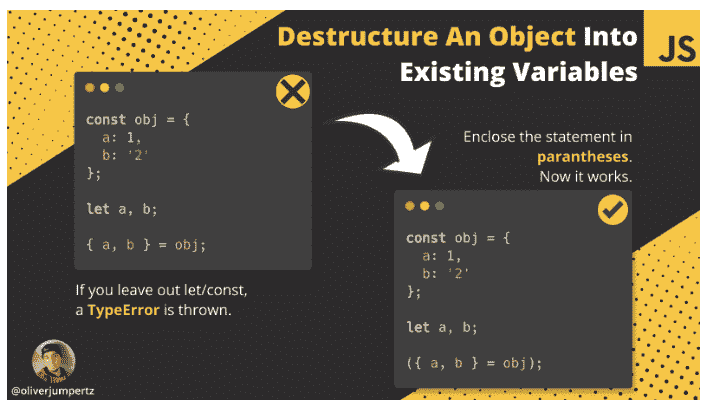 Destructure An Object Into
Existing Variables
JS
const obj = {
  a: 1,
  b: '2'
};
let a, b;
{ a, b } = obj;
If you leave out let/const,
a TypeError is thrown.
Enclose the statement in
parantheses.
Now it works.
const obj = {
  a: 1,
  b: '2'
};
let a, b;
({ a, b } = obj);
@oliverjumpertz